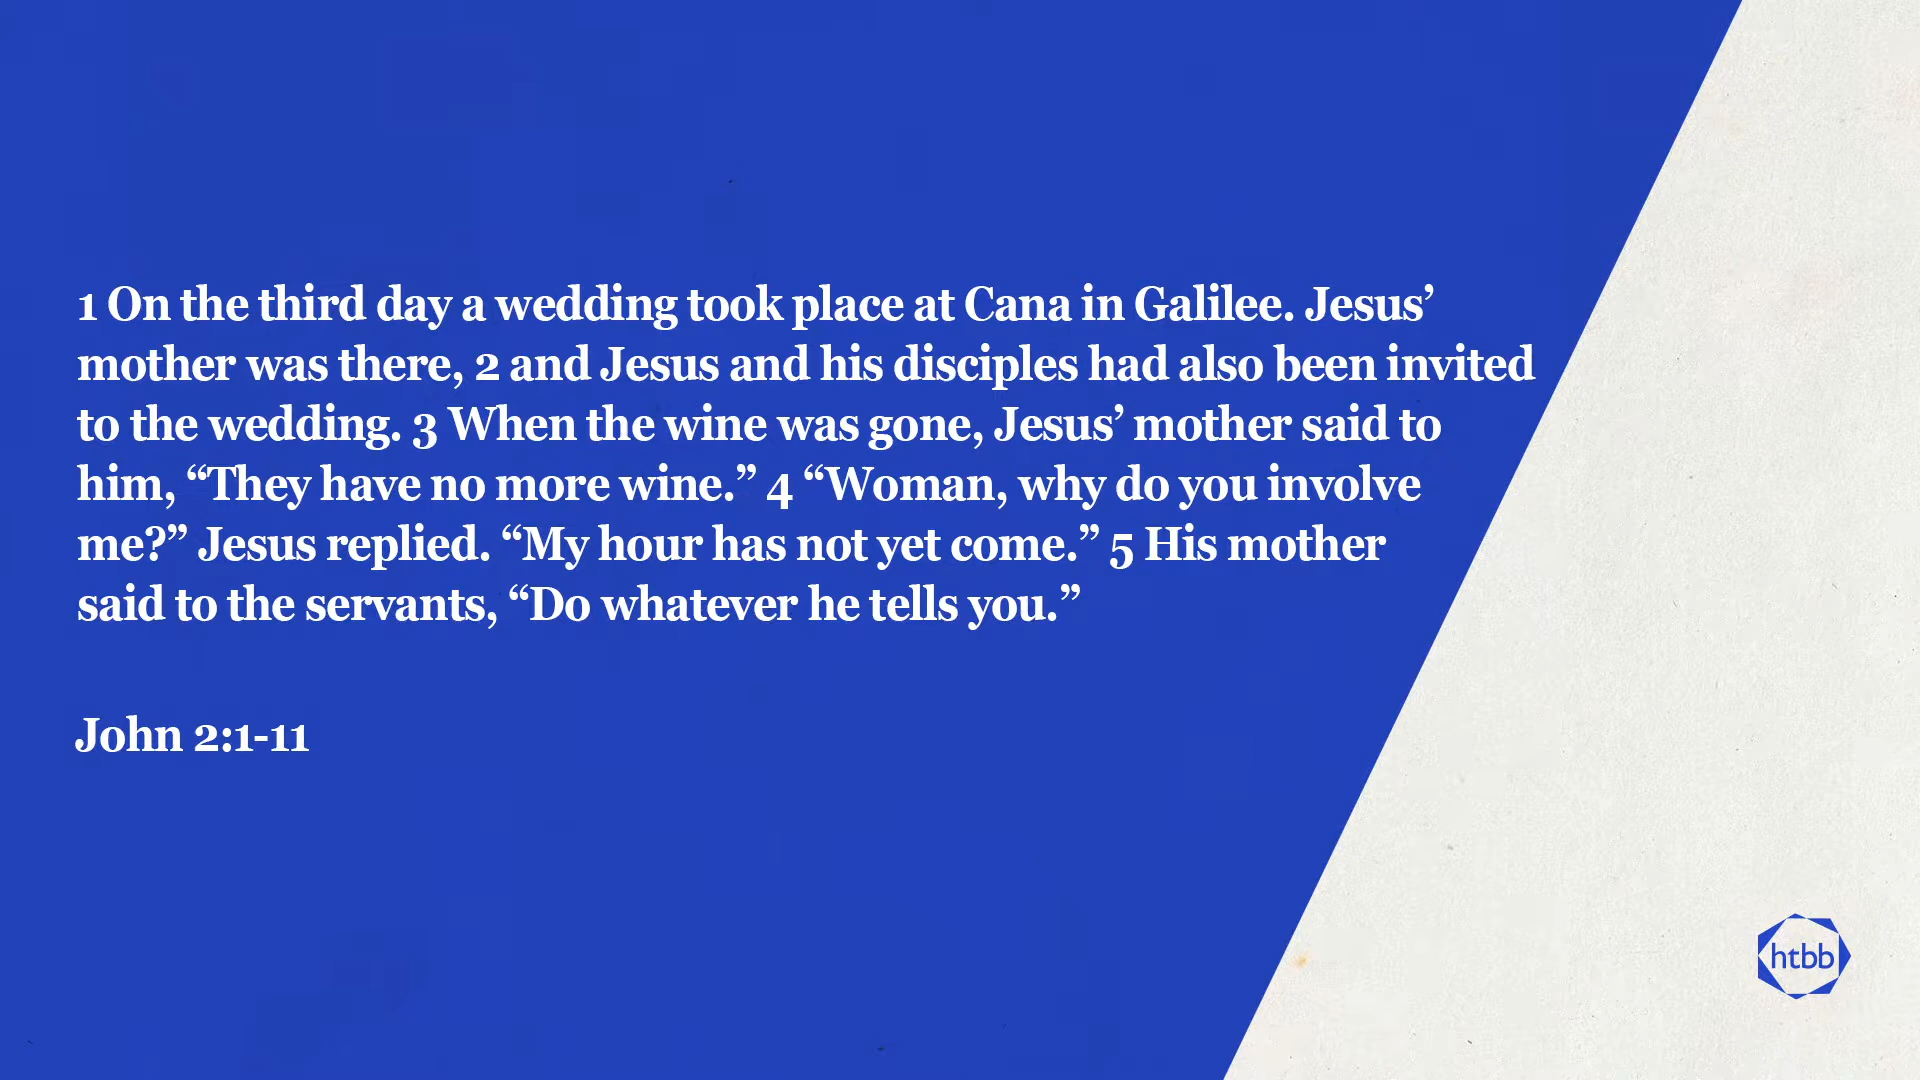 1 On the third day a wedding took place at Cana in Galilee. Jesus’
mother was there, 2 and Jesus and his disciples had also been invited
to the wedding. 3 When the wine was gone, Jesus’ mother said to
him, “They have no more wine.” 4 “Woman, why do you involve
me?” Jesus replied. “My hour has not yet come.” 5 His mother
said to the servants, “Do whatever he tells you.”
John 2:1-11
htbb